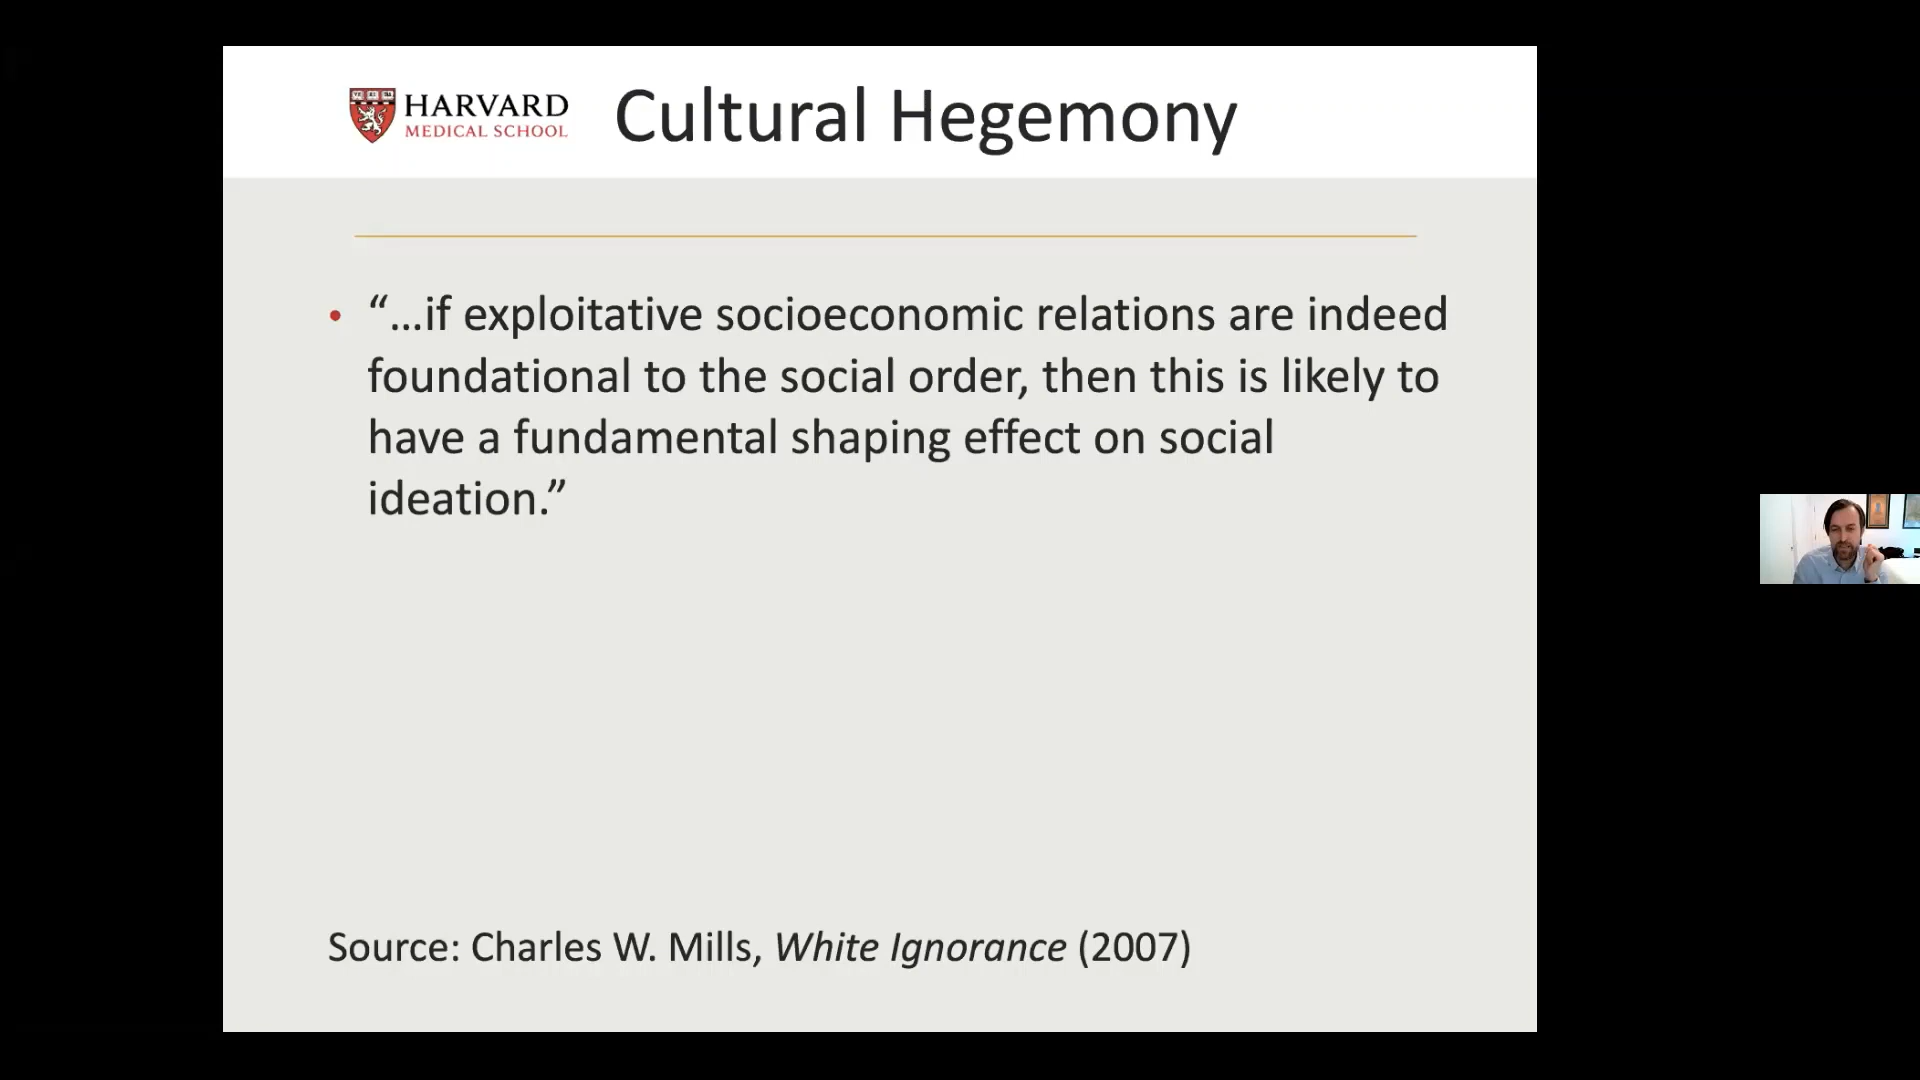 HARVARD
MEDICAL SCHOOL
Cultural Hegemony
• “...if exploitative socioeconomic relations are indeed
foundational to the social order, then this is likely to
have a fundamental shaping effect on social
ideation.”
Source: Charles W. Mills, White Ignorance (2007)